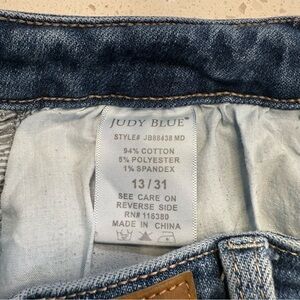 JUDY BLUE™
STYLE# JB88438 MD
94% COTTON
5% POLYESTER
1% SPANDEX
13 / 31
SEE CARE ON
REVERSE SIDE
RN# 116380
MADE IN CHINA